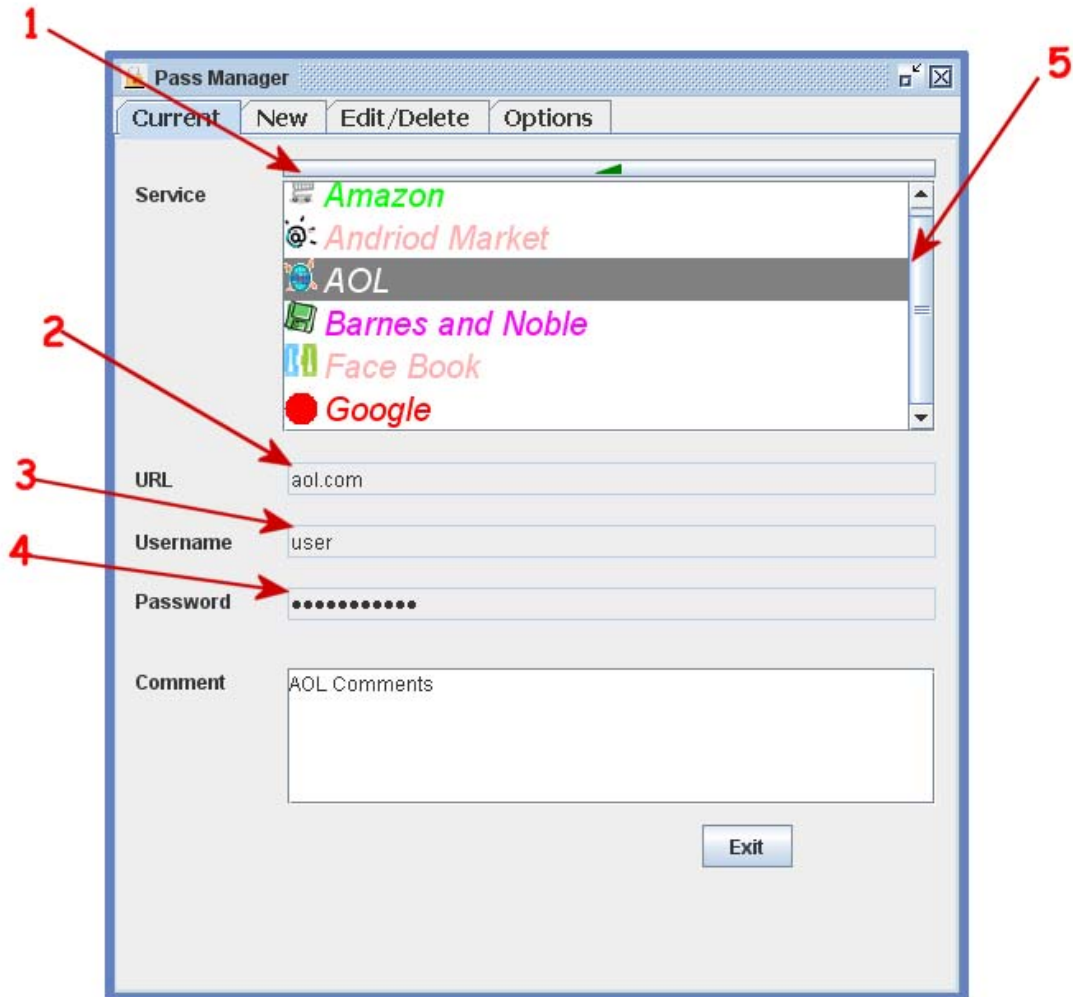 1
5
Pass Manager
Current New Edit/Delete Options
Service
Amazon
Andriod Market
AOL
Barnes and Noble
2
Face Book
Google
3
URL aol.com
Username user
4
Password •••••••••••
Comment AOL Comments
Exit